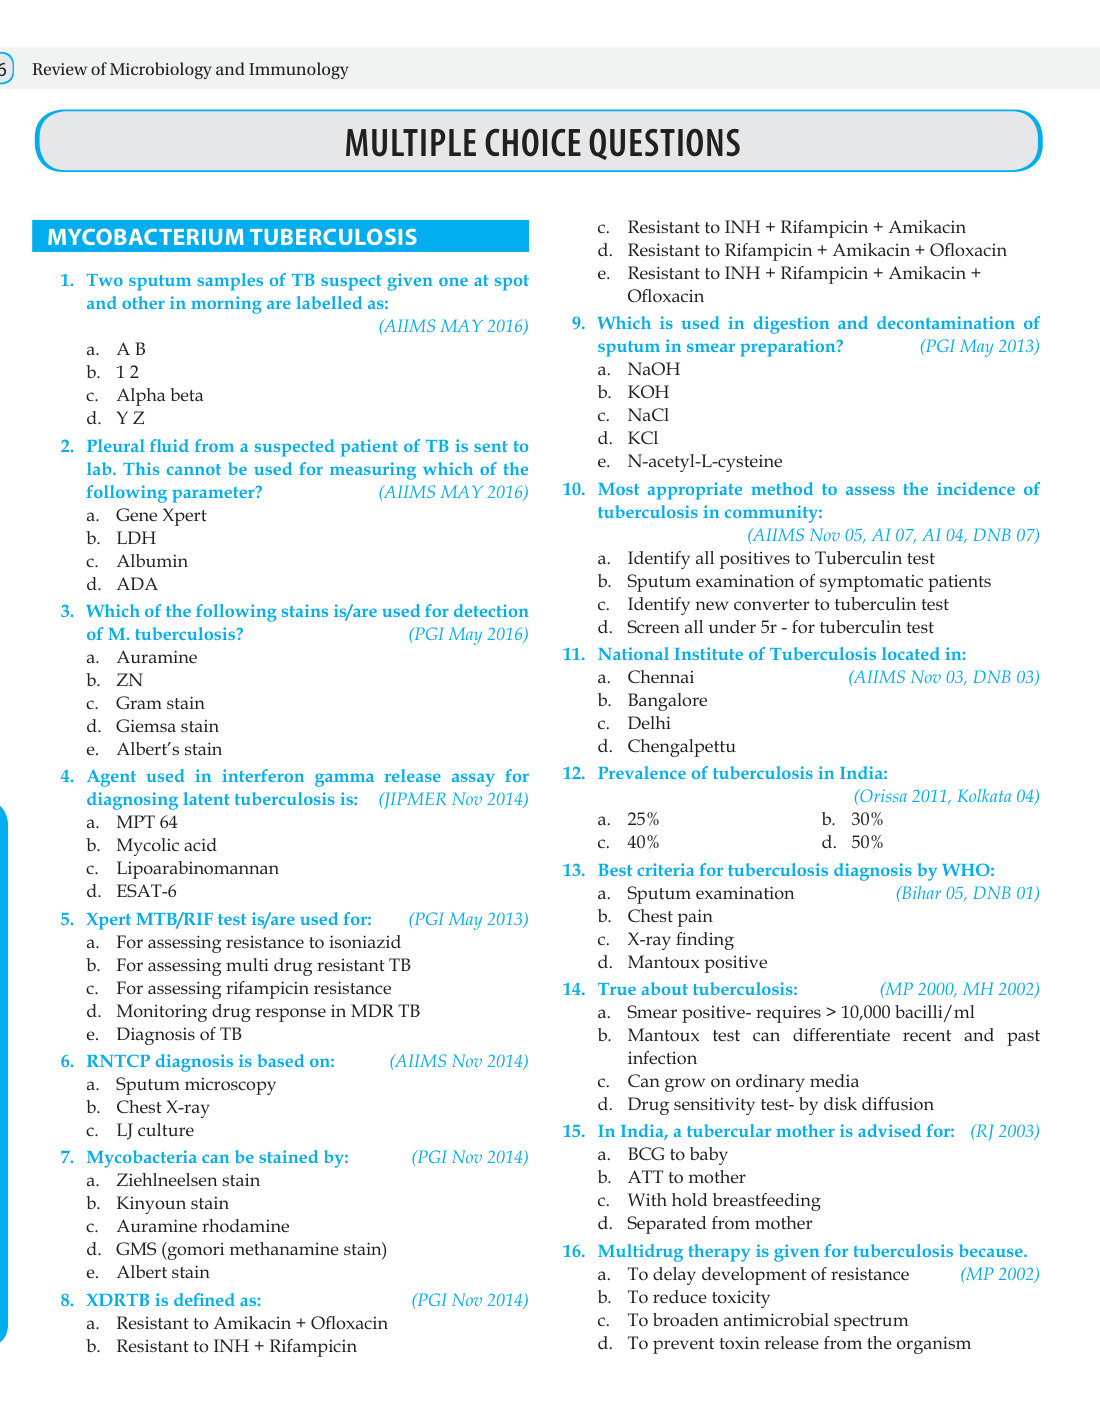 6
Review of Microbiology and Immunology
MULTIPLE CHOICE QUESTIONS
MYCOBACTERIUM TUBERCULOSIS
1. Two sputum samples of TB suspect given one at spot
and other in morning are labelled as:
(AIIMS MAY 2016)
a. A B
b. 1 2
c. Alpha beta
d. Y Z
2. Pleural fluid from a suspected patient of TB is sent to
lab. This cannot be used for measuring which of the
following parameter? (AIIMS MAY 2016)
a. Gene Xpert
b. LDH
c. Albumin
d. ADA
3. Which of the following stains is/are used for detection
of M. tuberculosis? (PGI May 2016)
a. Auramine
b. ZN
c. Gram stain
d. Giemsa stain
e. Albert's stain
4. Agent used in interferon gamma release assay for
diagnosing latent tuberculosis is: (JIPMER Nov 2014)
a. MPT 64
b. Mycolic acid
c. Lipoarabinomannan
d. ESAT-6
5. Xpert MTB/RIF test is/are used for: (PGI May 2013)
a. For assessing resistance to isoniazid
b. For assessing multi drug resistant TB
c. For assessing rifampicin resistance
d. Monitoring drug response in MDR TB
e. Diagnosis of TB
6. RNTCP diagnosis is based on: (AIIMS Nov 2014)
a. Sputum microscopy
b. Chest X-ray
c. LJ culture
7. Mycobacteria can be stained by: (PGI Nov 2014)
a. Ziehlneelsen stain
b. Kinyoun stain
c. Auramine rhodamine
d. GMS (gomori methanamine stain)
e. Albert stain
8. XDRTB is defined as: (PGI Nov 2014)
a. Resistant to Amikacin + Ofloxacin
b. Resistant to INH + Rifampicin
c. Resistant to INH + Rifampicin + Amikacin
d. Resistant to Rifampicin + Amikacin + Ofloxacin
e. Resistant to INH + Rifampicin + Amikacin +
Ofloxacin
9. Which is used in digestion and decontamination of
sputum in smear preparation? (PGI May 2013)
a. NaOH
b. KOH
c. NaCl
d. KCl
e. N-acetyl-L-cysteine
10. Most appropriate method to assess the incidence of
tuberculosis in community:
(AIIMS Nov 05, AI 07, AI 04, DNB 07)
a. Identify all positives to Tuberculin test
b. Sputum examination of symptomatic patients
c. Identify new converter to tuberculin test
d. Screen all under 5r - for tuberculin test
11. National Institute of Tuberculosis located in:
a. Chennai (AIIMS Nov 03, DNB 03)
b. Bangalore
c. Delhi
d. Chengalpettu
12. Prevalence of tuberculosis in India:
(Orissa 2011, Kolkata 04)
a. 25% b. 30%
c. 40% d. 50%
13. Best criteria for tuberculosis diagnosis by WHO:
a. Sputum examination (Bihar 05, DNB 01)
b. Chest pain
c. X-ray finding
d. Mantoux positive
14. True about tuberculosis: (MP 2000, MH 2002)
a. Smear positive- requires > 10,000 bacilli/ml
b. Mantoux test can differentiate recent and past
infection
c. Can grow on ordinary media
d. Drug sensitivity test- by disk diffusion
15. In India, a tubercular mother is advised for: (RJ 2003)
a. BCG to baby
b. ATT to mother
c. With hold breastfeeding
d. Separated from mother
16. Multidrug therapy is given for tuberculosis because.
a. To delay development of resistance (MP 2002)
b. To reduce toxicity
c. To broaden antimicrobial spectrum
d. To prevent toxin release from the organism